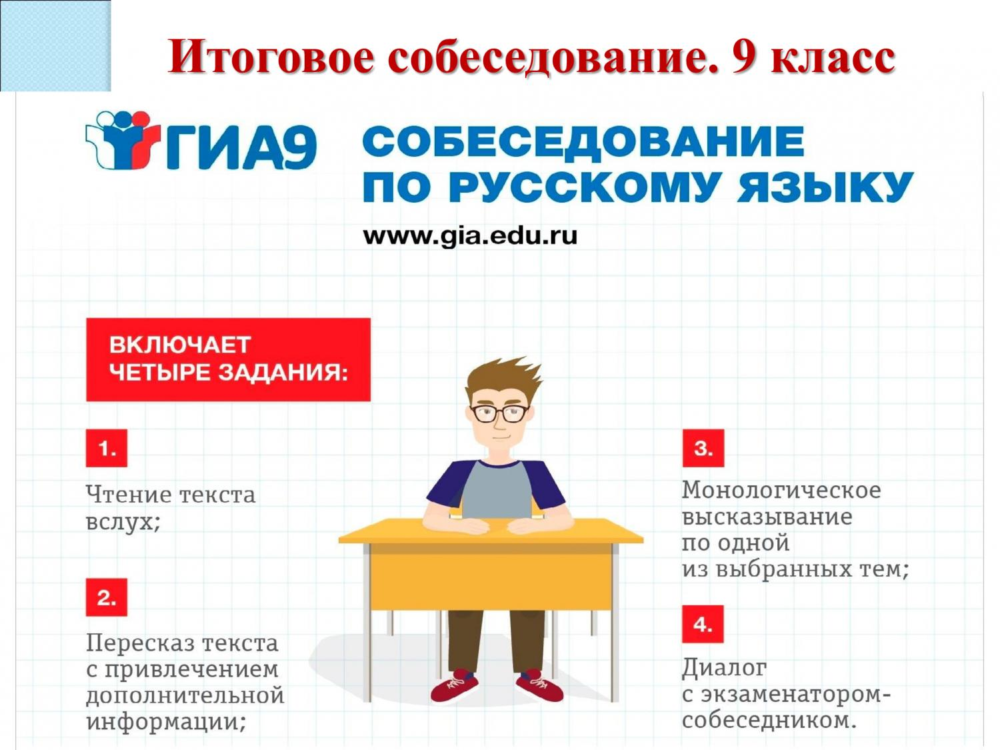 Итоговое собеседование. 9 класс
ГИА9
СОБЕСЕДОВАНИЕ
ПО РУССКОМУ ЯЗЫКУ
www.gia.edu.ru
ВКЛЮЧАЕТ
ЧЕТЫРЕ ЗАДАНИЯ:
1.
Чтение текста
вслух;
2.
Пересказ текста
с привлечением
дополнительной
информации;
3.
Монологическое
высказывание
по одной
из выбранных тем;
4.
Диалог
с экзаменатором-
собеседником.